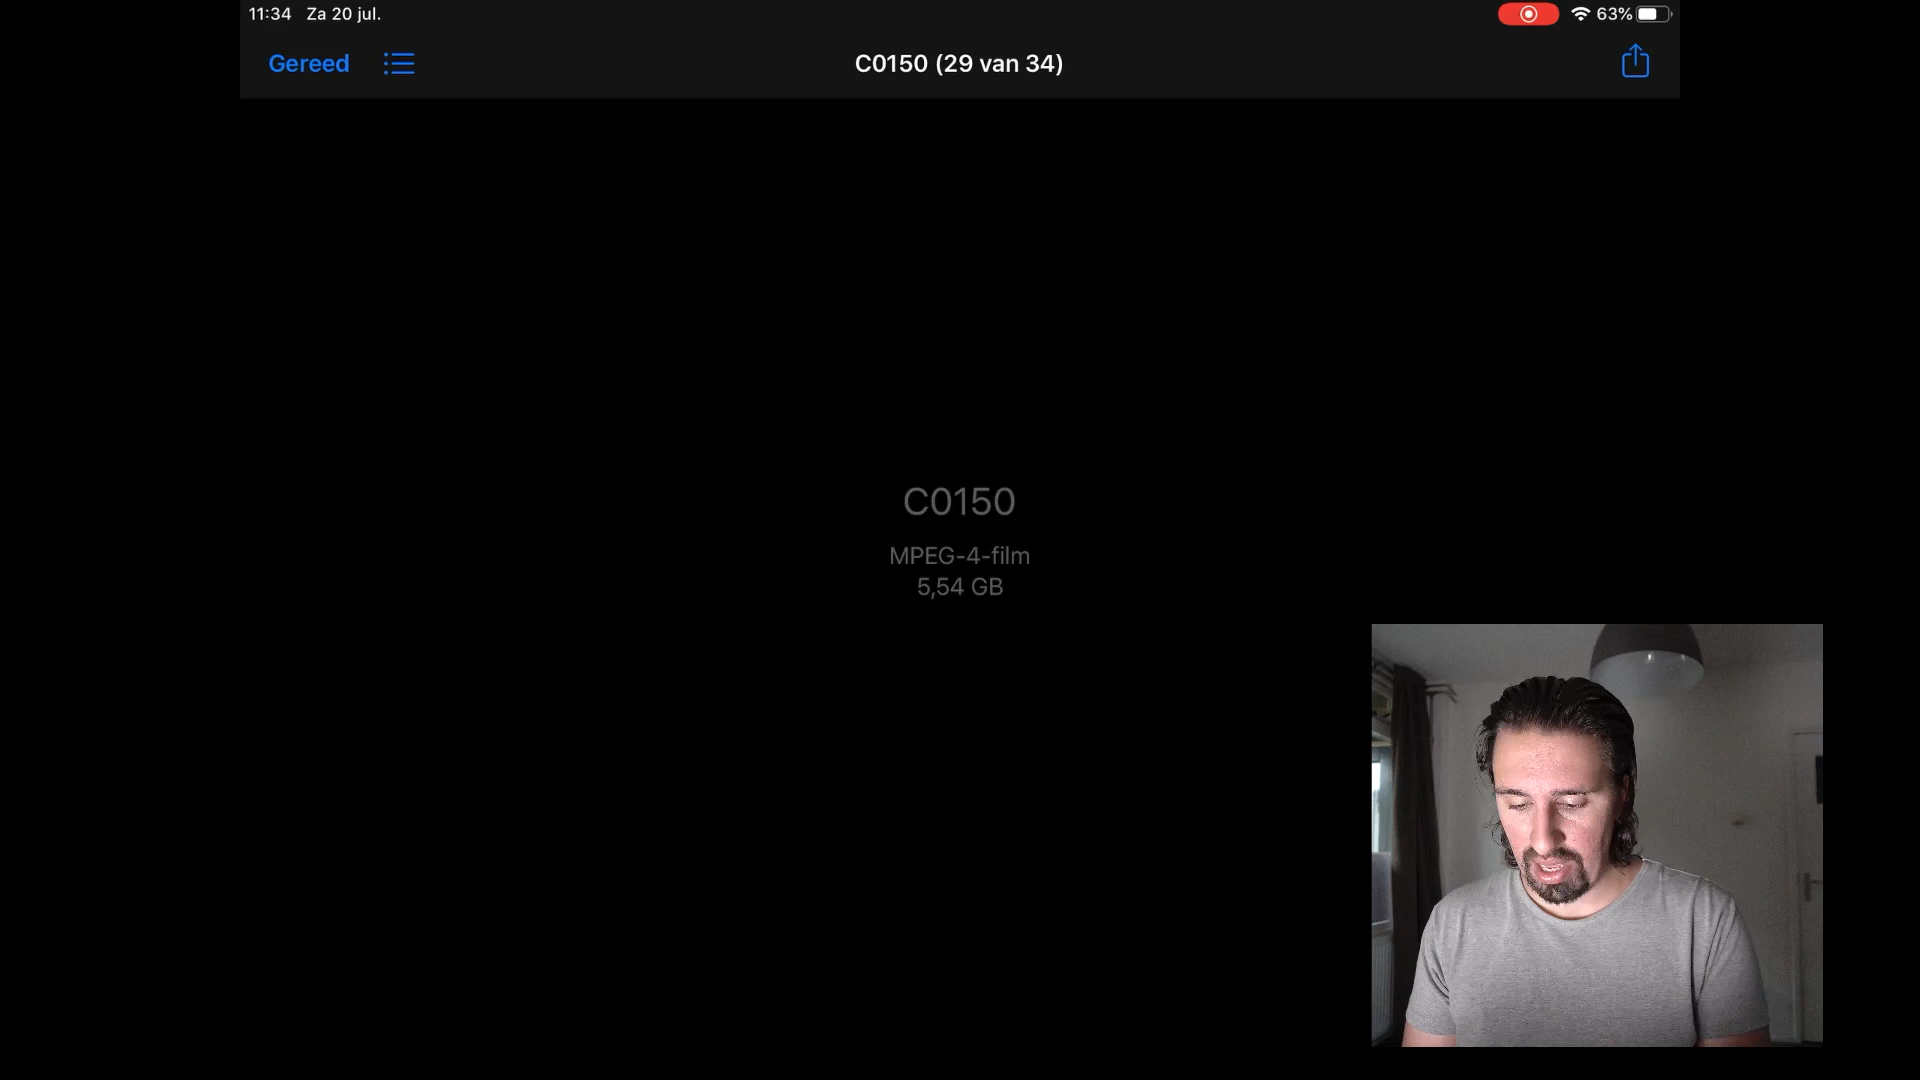 11:34 Za 20 jul.
63%
Gereed
C0150 (29 van 34)
C0150
MPEG-4-film
5,54 GB